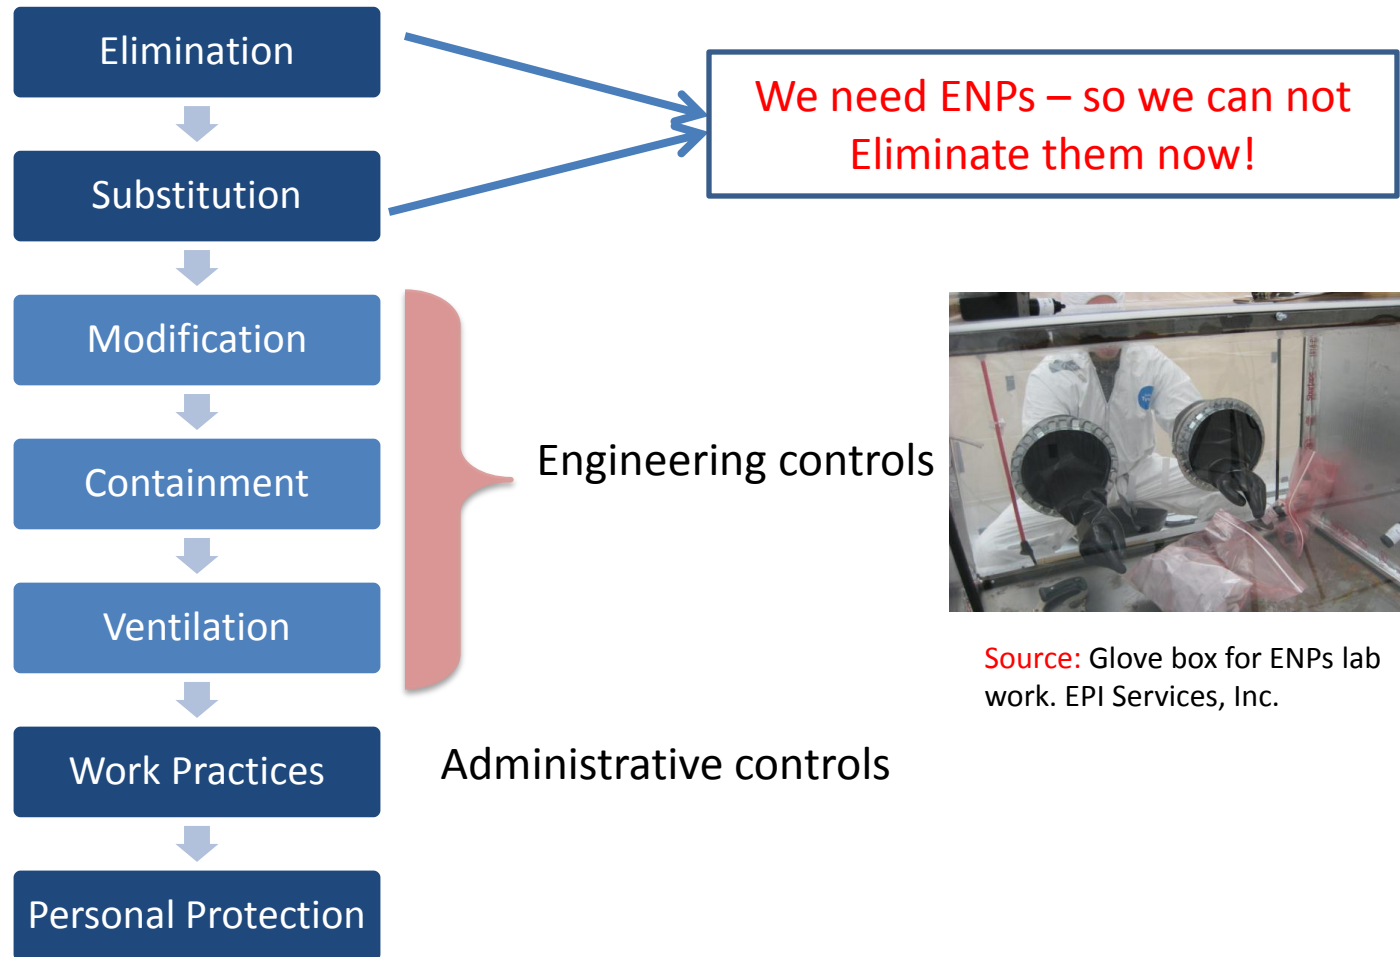 Elimination
We need ENPs – so we can not
Eliminate them now!
Substitution
Modification
Engineering controls
Containment
Ventilation
Source: Glove box for ENPs lab
work. EPI Services, Inc.
Work Practices
Administrative controls
Personal Protection